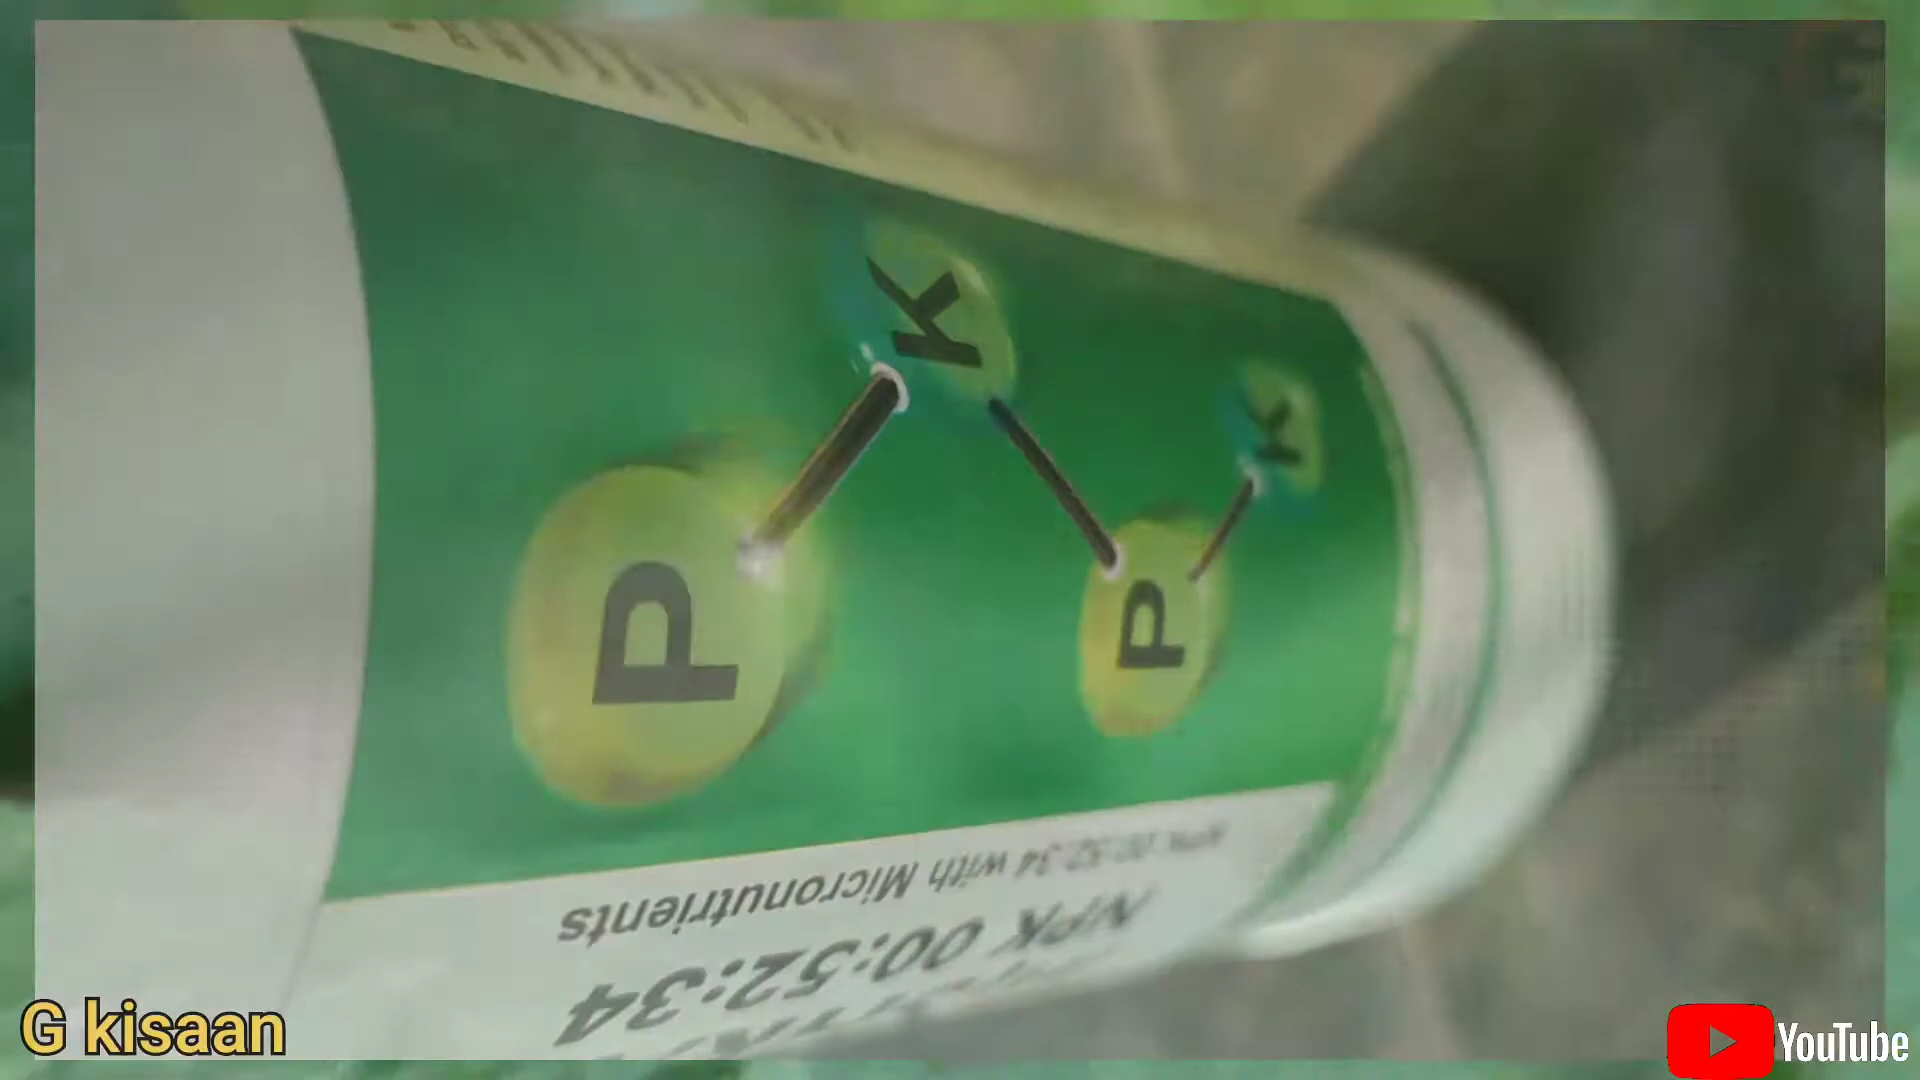 K
K
P
P
NPK 00:52:34 with Micronutrients
NPK 00:52:34
G kisaan
YouTube